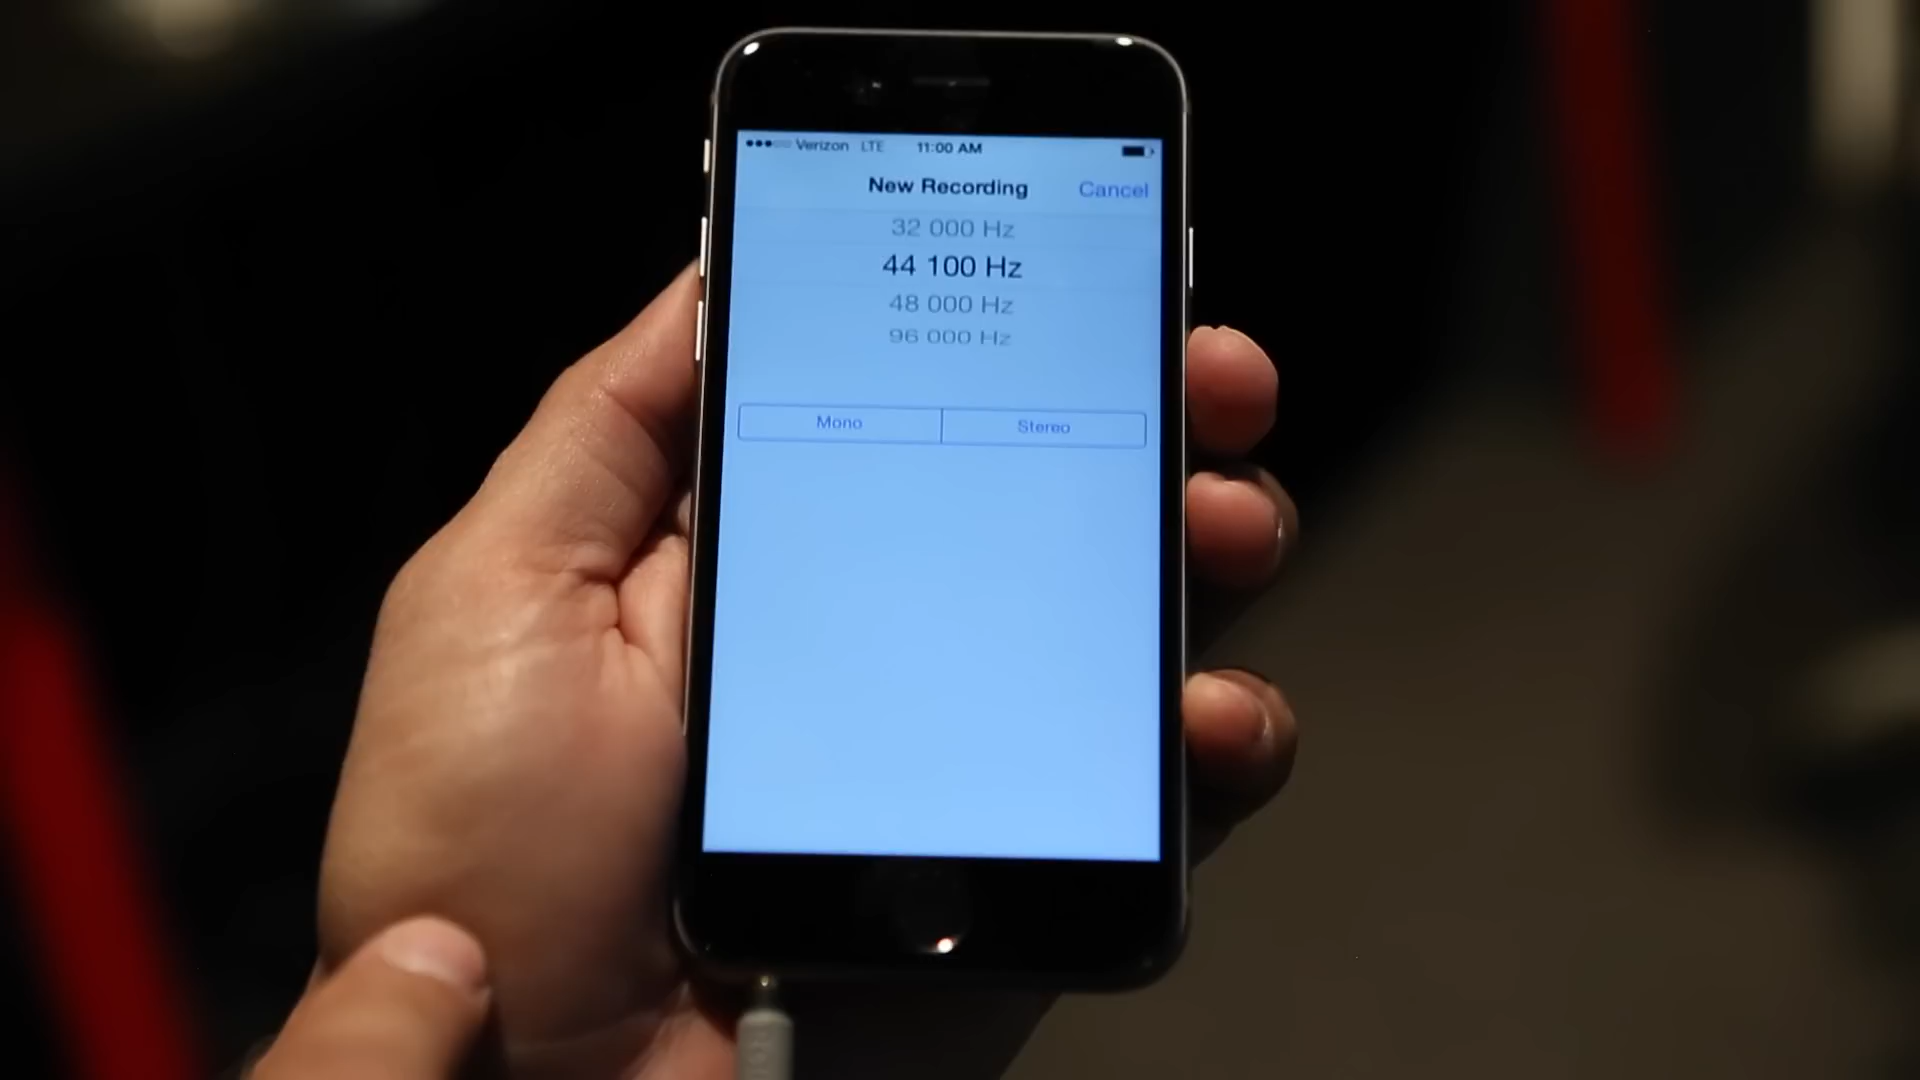 Verizon LTE 11:00 AM
New Recording Cancel
32 000 Hz
44 100 Hz
48 000 Hz
96 000 Hz
Mono Stereo